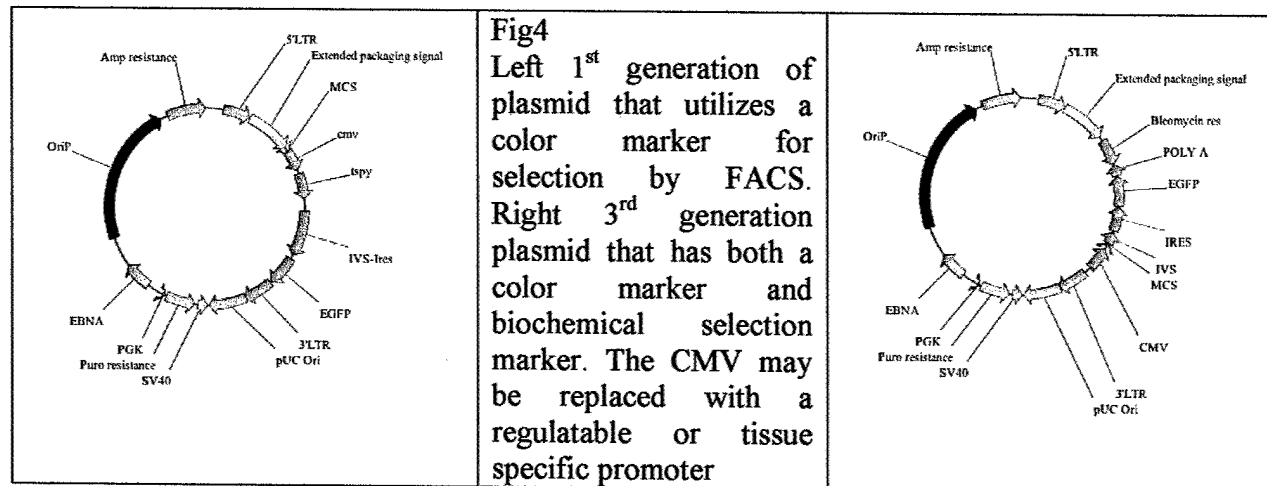 5'LTR
Extended packaging signal
Amp resistance
MCS
cmv
tspy
OriP
IVS-Ires
EGFP
3'LTR
pUC Ori
EBNA
PGK
Puro resistance
SV40
Fig4
Left 1st generation of
plasmid that utilizes a
color marker for
selection by FACS.
Right 3rd generation
plasmid that has both a
color marker and
biochemical selection
marker. The CMV may
be replaced with a
regulatable or tissue
specific promoter
5'LTR
Amp resistance
Extended packaging signal
Bleomycin res
POLY A
EGFP
OriP
IRES
IVS
MCS
CMV
3'LTR
pUC Ori
EBNA
PGK
Puro resistance
SV40